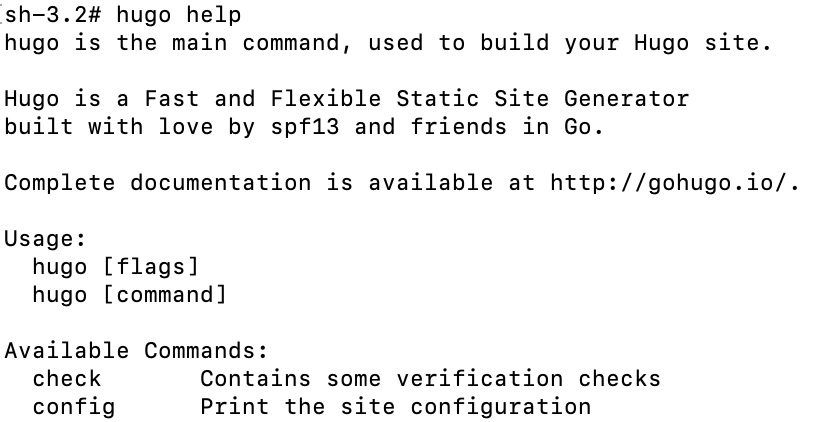 sh-3.2# hugo help
hugo is the main command, used to build your Hugo site.
Hugo is a Fast and Flexible Static Site Generator
built with love by spf13 and friends in Go.
Complete documentation is available at http://gohugo.io/.
Usage:
  hugo [flags]
  hugo [command]
Available Commands:
  check       Contains some verification checks
  config      Print the site configuration